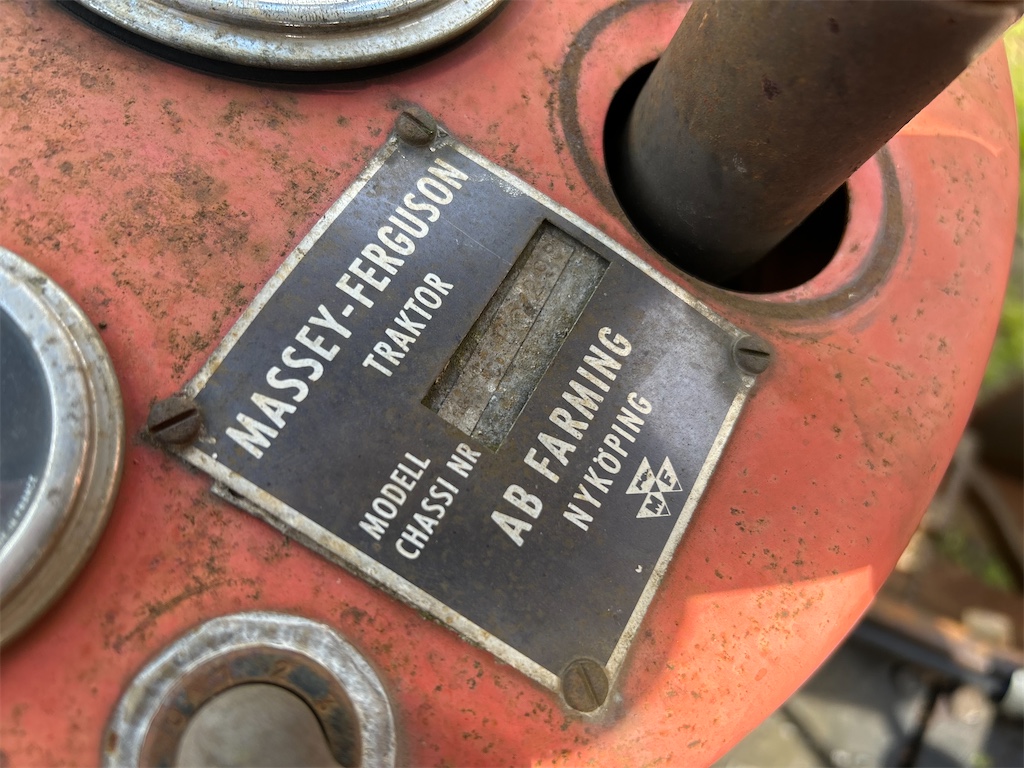 MASSEY-FERGUSON
TRAKTOR
MODELL
CHASSI NR
AB FARMING
NYKÖPING